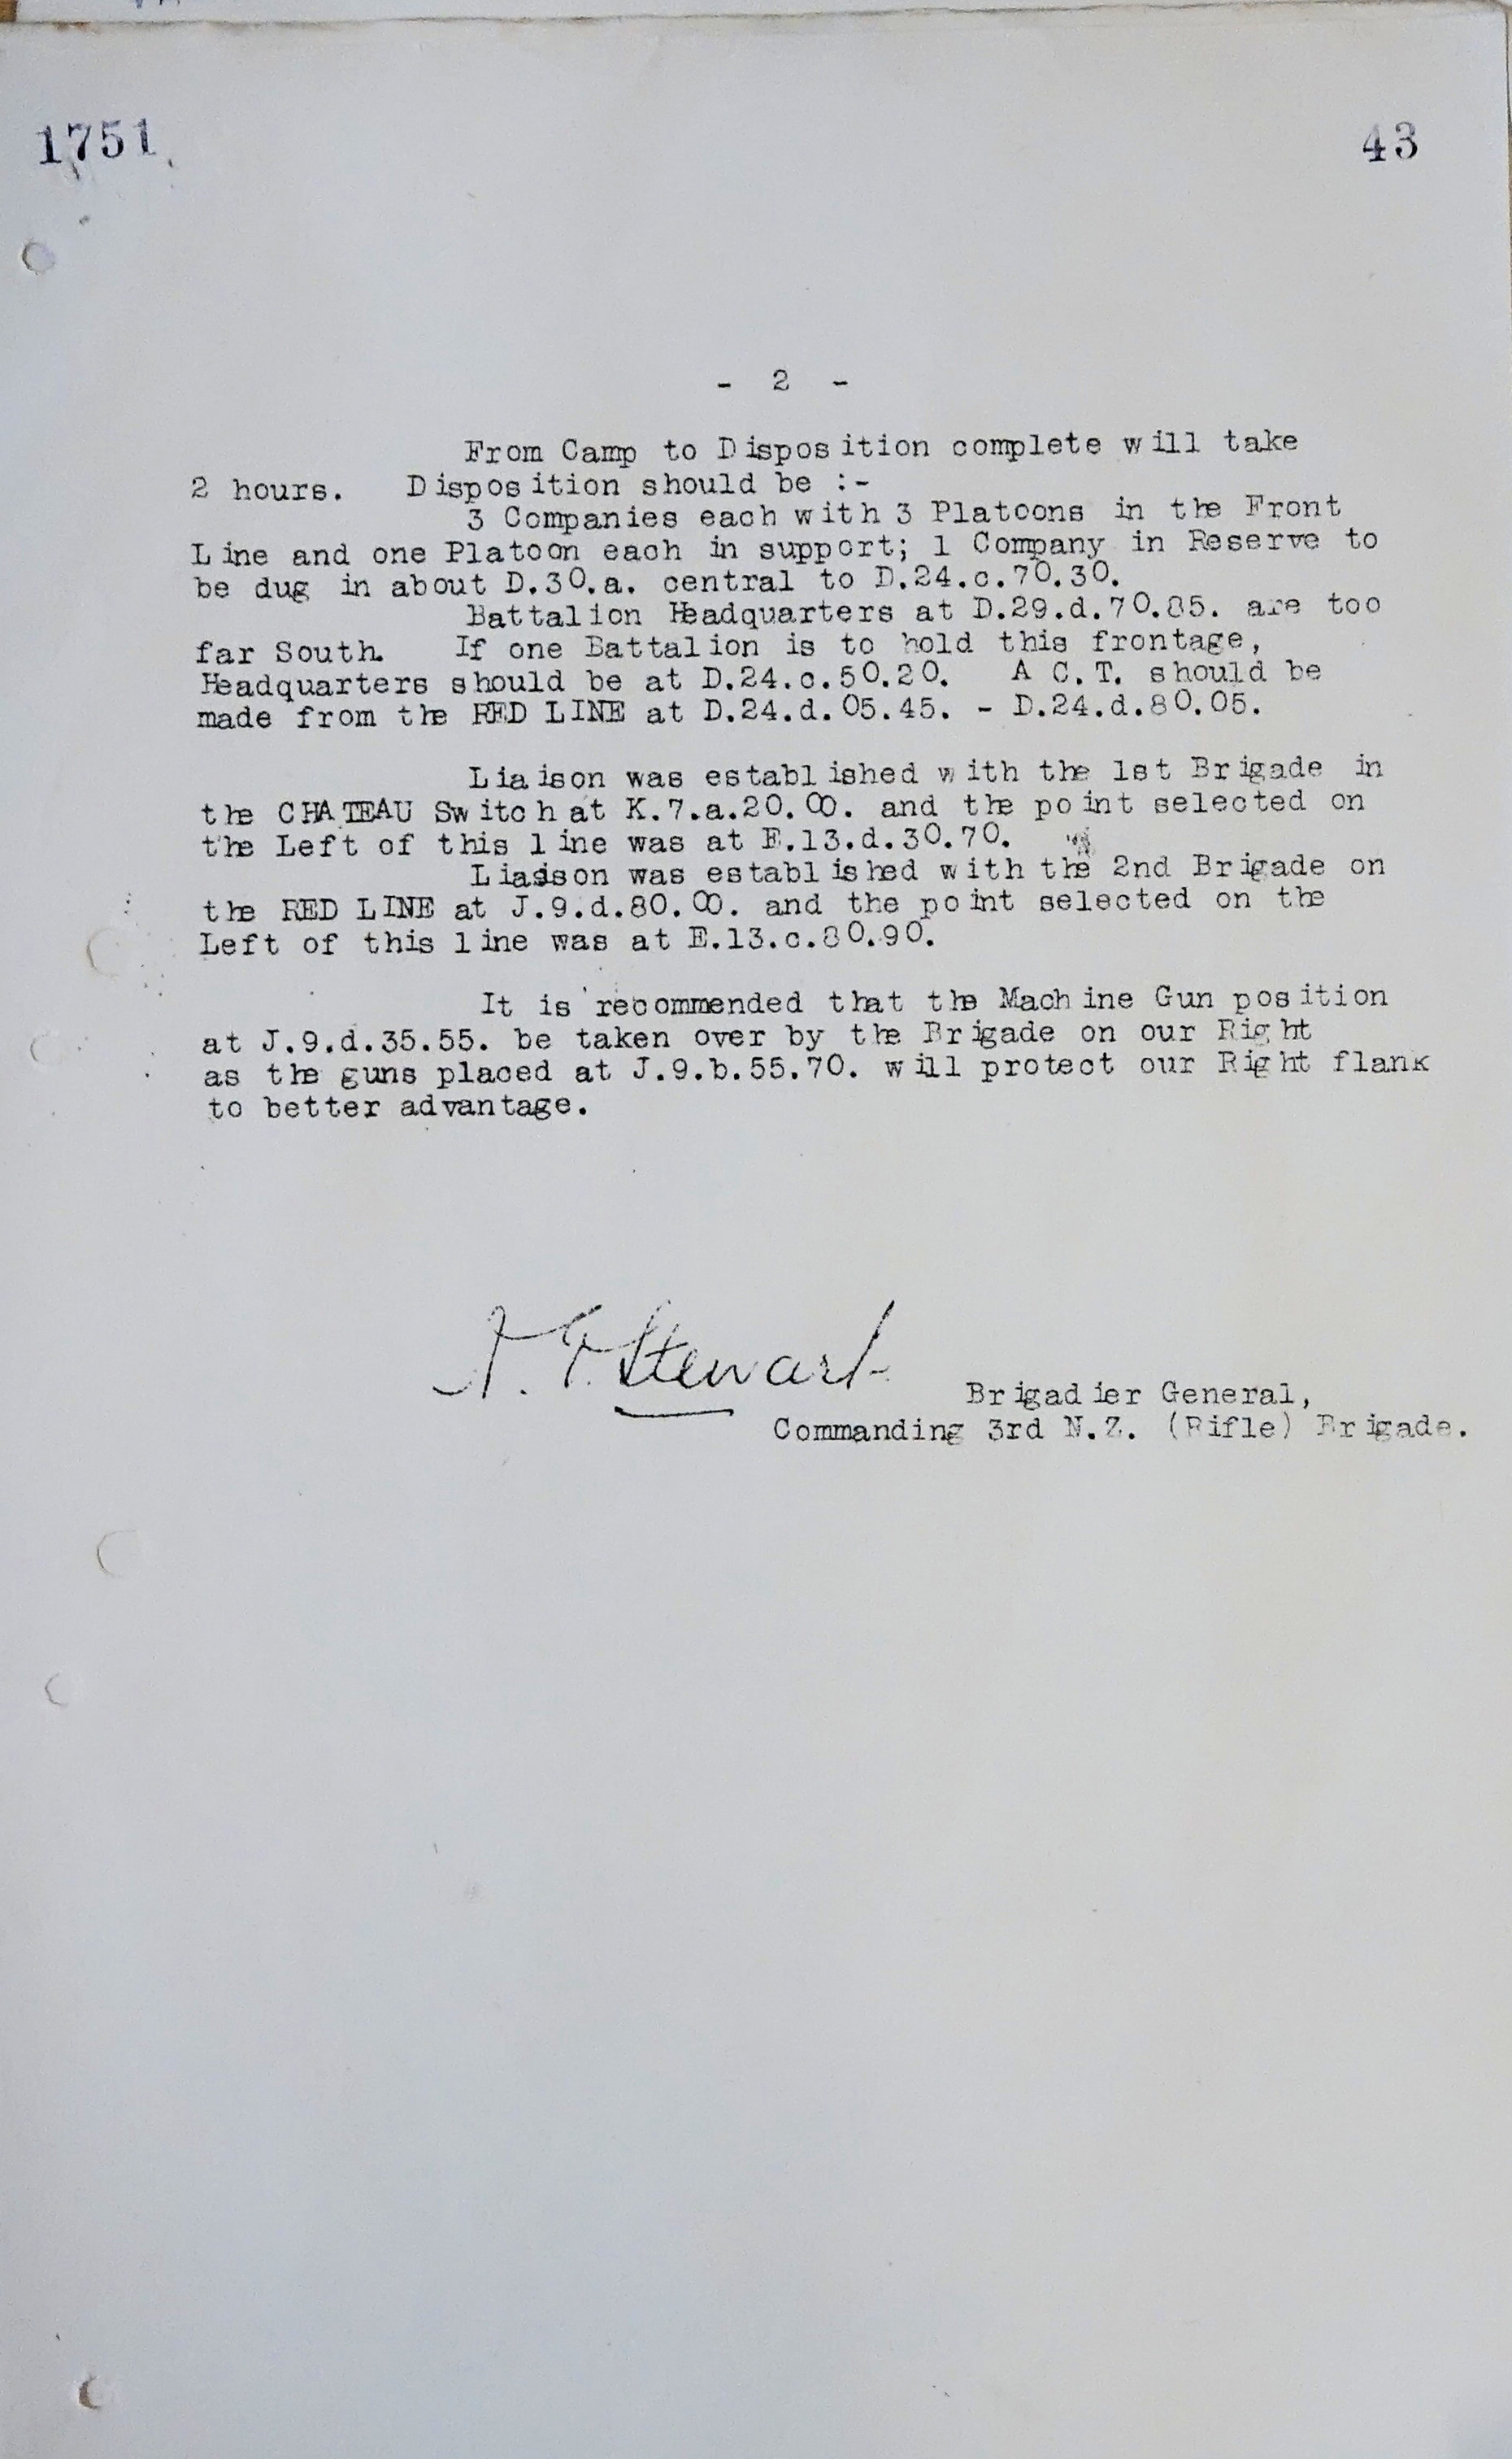 1751
43
- 2 -
From Camp to Disposition complete will take
2 hours. Disposition should be :-
3 Companies each with 3 Platoons in the Front
Line and one Platoon each in support; 1 Company in Reserve to
be dug in about D.30.a. central to D.24.c.70.30.
Battalion Headquarters at D.29.d.70.85. are too
far South. If one Battalion is to hold this frontage,
Headquarters should be at D.24.c.50.20. A C.T. should be
made from the RED LINE at D.24.d.05.45. - D.24.d.80.05.
Liaison was established with the 1st Brigade in
the CHATEAU Switch at K.7.a.20.00. and the point selected on
the Left of this line was at E.13.d.30.70.
Liasison was established with the 2nd Brigade on
the RED LINE at J.9.d.80.00. and the point selected on the
Left of this line was at E.13.c.80.90.
It is recommended that the Machine Gun position
at J.9.d.35.55. be taken over by the Brigade on our Right
as the guns placed at J.9.b.55.70. will protect our Right flank
to better advantage.
Stewart
Brigadier General,
Commanding 3rd N.Z. (Rifle) Brigade.